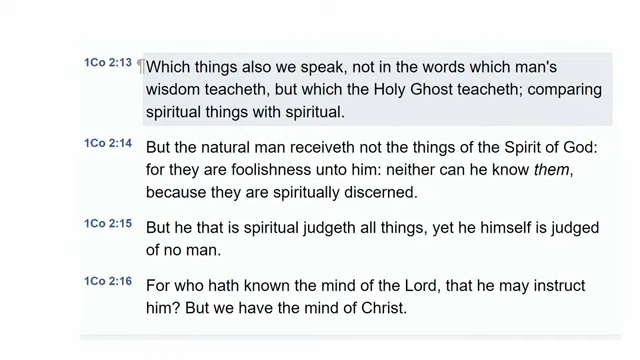 1Co 2:13 ¶Which things also we speak, not in the words which man's
wisdom teacheth, but which the Holy Ghost teacheth; comparing
spiritual things with spiritual.
1Co 2:14 But the natural man receiveth not the things of the Spirit of God:
for they are foolishness unto him: neither can he know them,
because they are spiritually discerned.
1Co 2:15 But he that is spiritual judgeth all things, yet he himself is judged
of no man.
1Co 2:16 For who hath known the mind of the Lord, that he may instruct
him? But we have the mind of Christ.